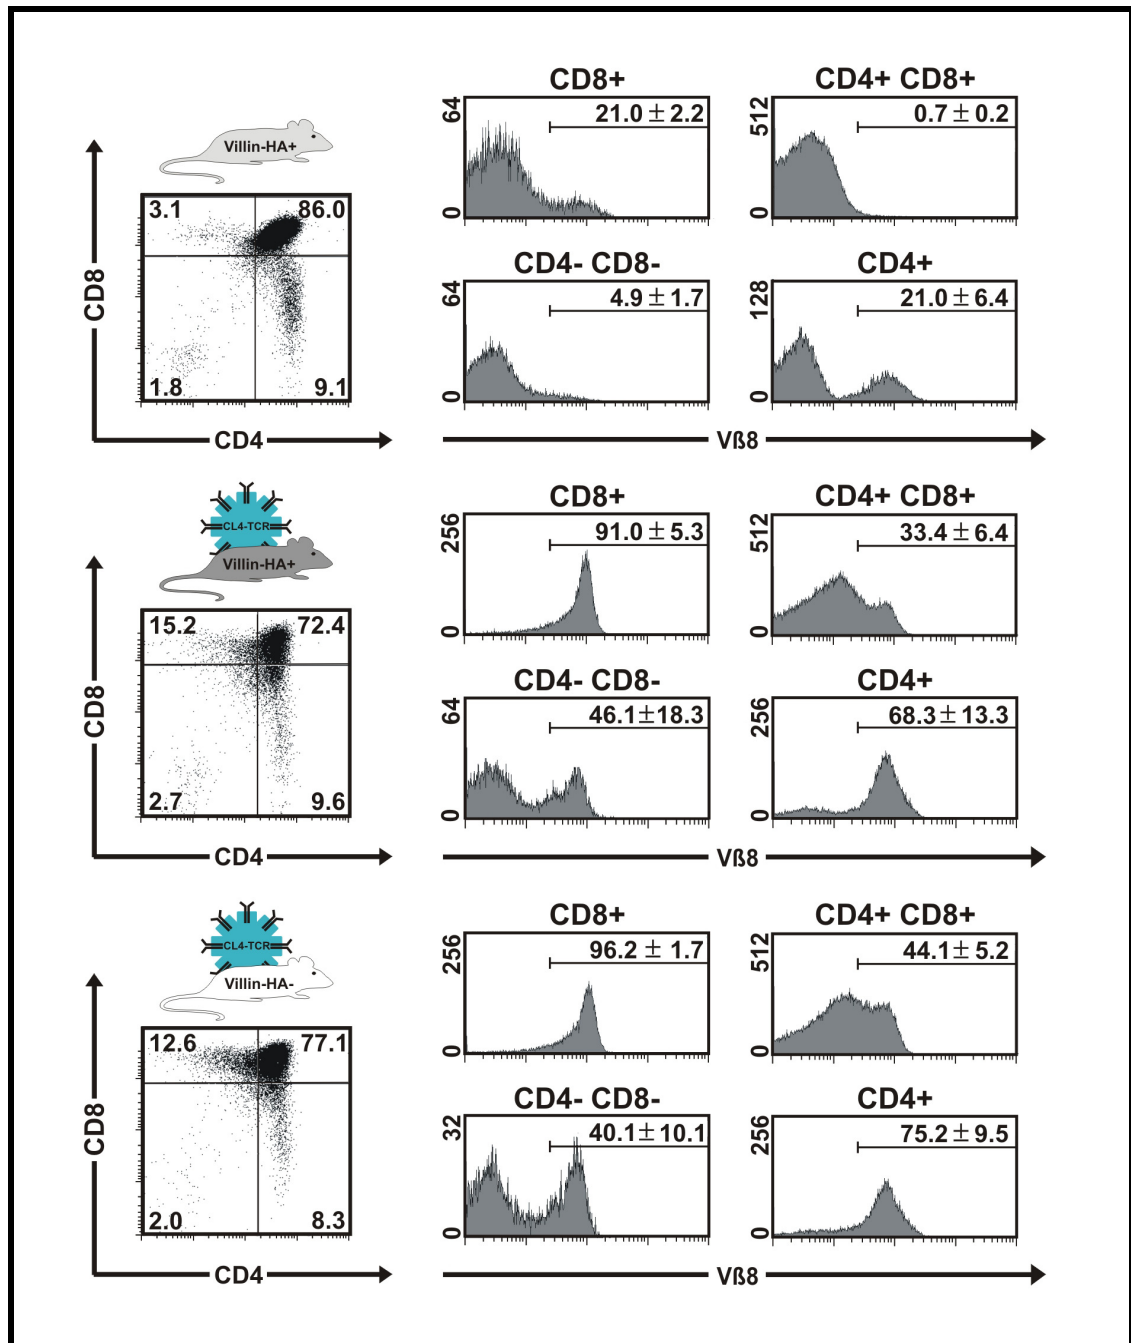 CD8+
CD4+ CD8+
64
21.0 ± 2.2
0
512
0.7 ± 0.2
0
Villin-HA+
3.1
86.0
1.8
9.1
CD8
CD4
CD4- CD8-
CD4+
64
4.9 ± 1.7
0
128
21.0 ± 6.4
0
Vß8
CD8+
CD4+ CD8+
256
91.0 ± 5.3
0
512
33.4 ± 6.4
0
CL4-TCR
Villin-HA+
15.2
72.4
2.7
9.6
CD8
CD4
CD4- CD8-
CD4+
64
46.1±18.3
0
256
68.3 ± 13.3
0
Vß8
CD8+
CD4+ CD8+
256
96.2 ± 1.7
0
512
44.1 ± 5.2
0
CL4-TCR
Villin-HA-
12.6
77.1
2.0
8.3
CD8
CD4
CD4- CD8-
CD4+
32
40.1 ± 10.1
0
256
75.2 ± 9.5
0
Vß8